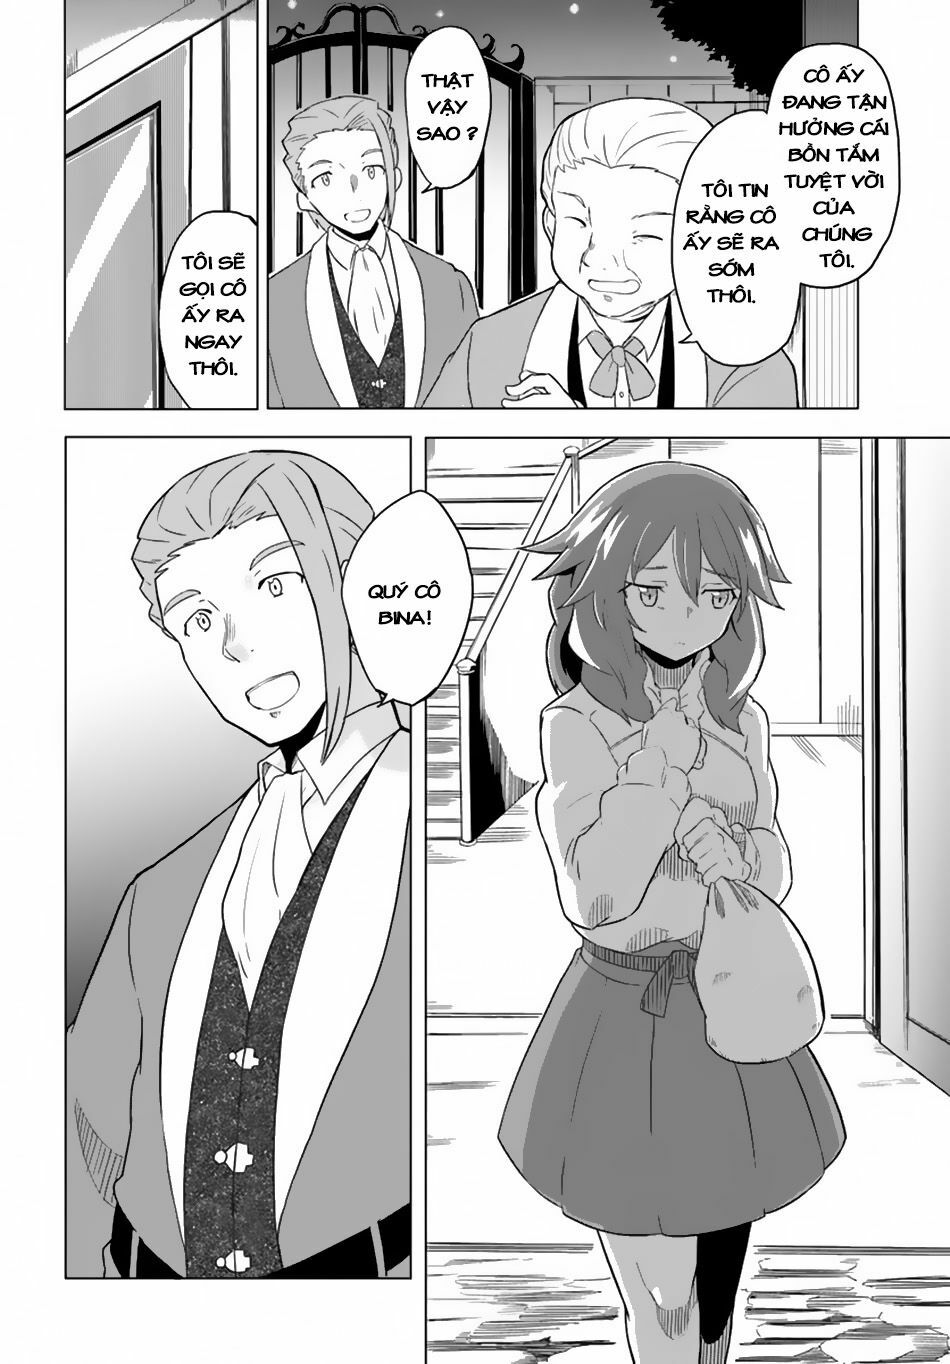 CÔ ẤY
ĐANG TẬN
HƯỞNG CÁI
BỒN TẮM
TUYỆT VỜI
CỦA
CHÚNG
TÔI.
TÔI TIN
RẰNG CÔ
ẤY SẼ RA
SỚM
THÔI.
THẬT
VẬY
SAO ?
TÔI SẼ
GỌI CÔ
ẤY RA
NGAY
THÔI.
QUÝ CÔ
BINA!